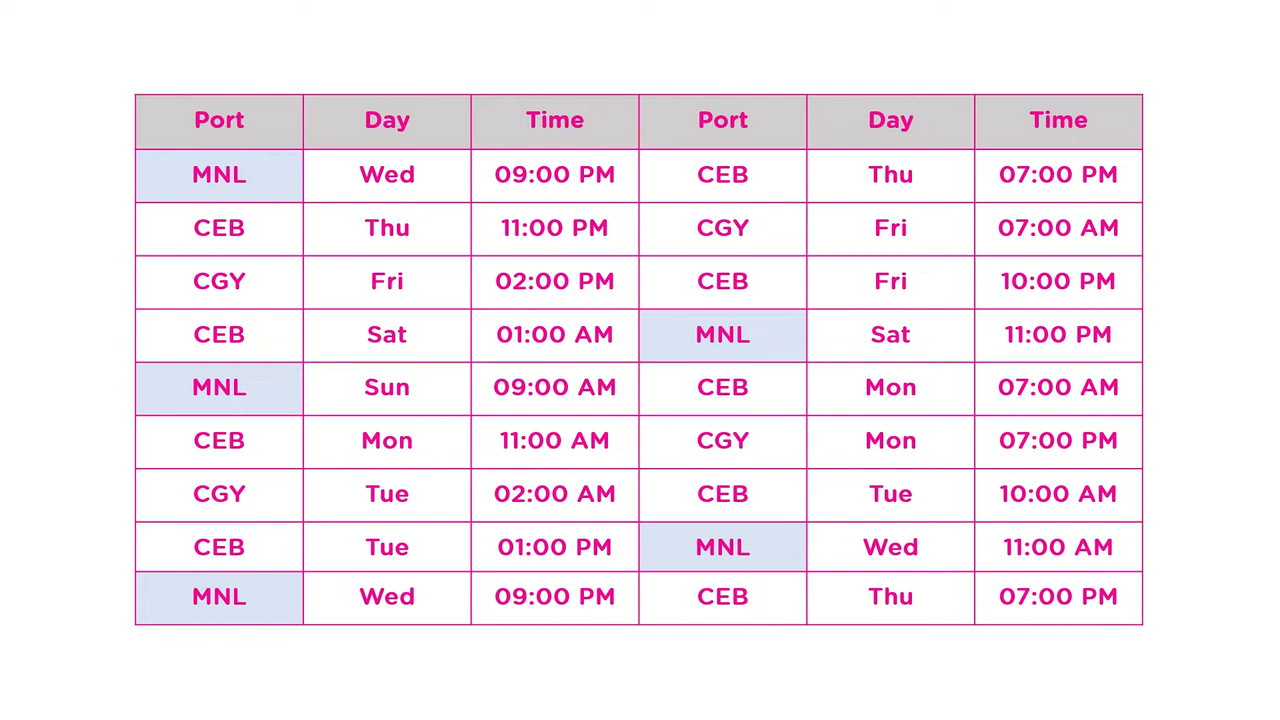 Port Day Time Port Day Time
MNL Wed 09:00 PM CEB Thu 07:00 PM
CEB Thu 11:00 PM CGY Fri 07:00 AM
CGY Fri 02:00 PM CEB Fri 10:00 PM
CEB Sat 01:00 AM MNL Sat 11:00 PM
MNL Sun 09:00 AM CEB Mon 07:00 AM
CEB Mon 11:00 AM CGY Mon 07:00 PM
CGY Tue 02:00 AM CEB Tue 10:00 AM
CEB Tue 01:00 PM MNL Wed 11:00 AM
MNL Wed 09:00 PM CEB Thu 07:00 PM